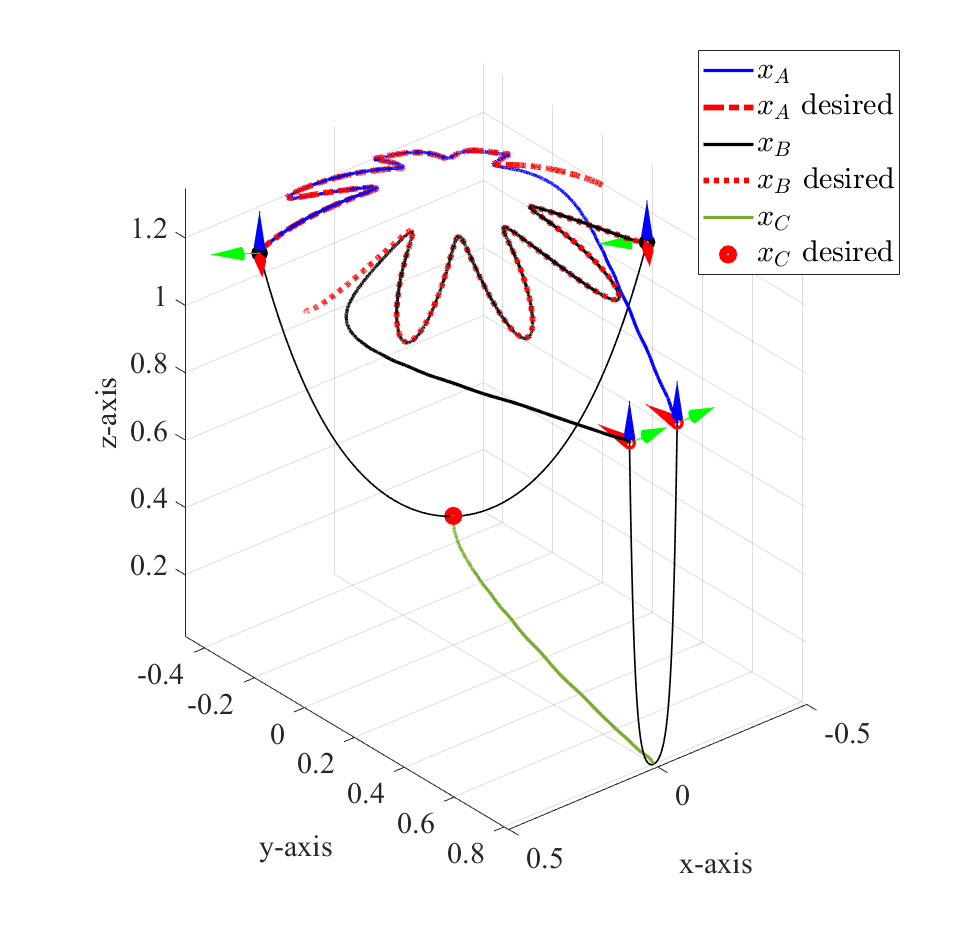 x_A
x_A desired
x_B
x_B desired
x_C
x_C desired
1.2
1
0.8
0.6
0.4
0.2
z-axis
-0.4
-0.2
0
0.2
0.4
0.6
0.8
y-axis
0.5
0
-0.5
x-axis